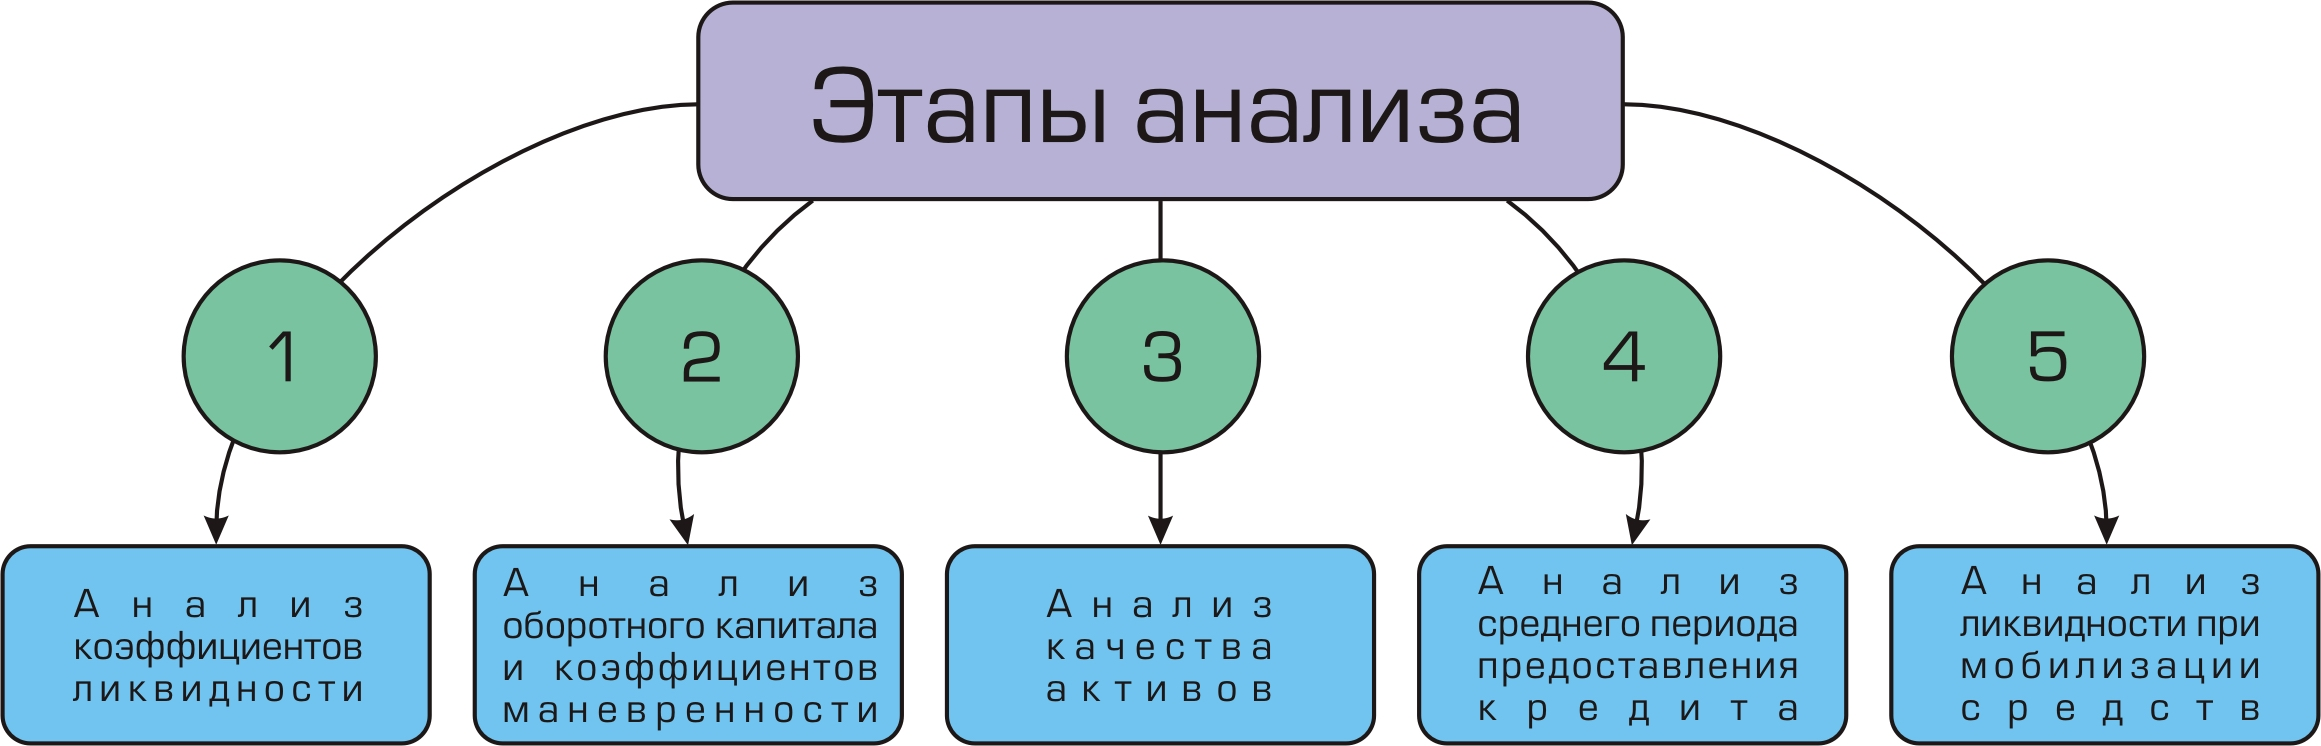 Этапы анализа
1
2
3
4
5
Анализ
коэффициентов
ликвидности
Анализ
оборотного капитала
и коэффициентов
маневренности
Анализ
качества
активов
Анализ
среднего периода
предоставления
кредита
Анализ
ликвидности при
мобилизации
средств